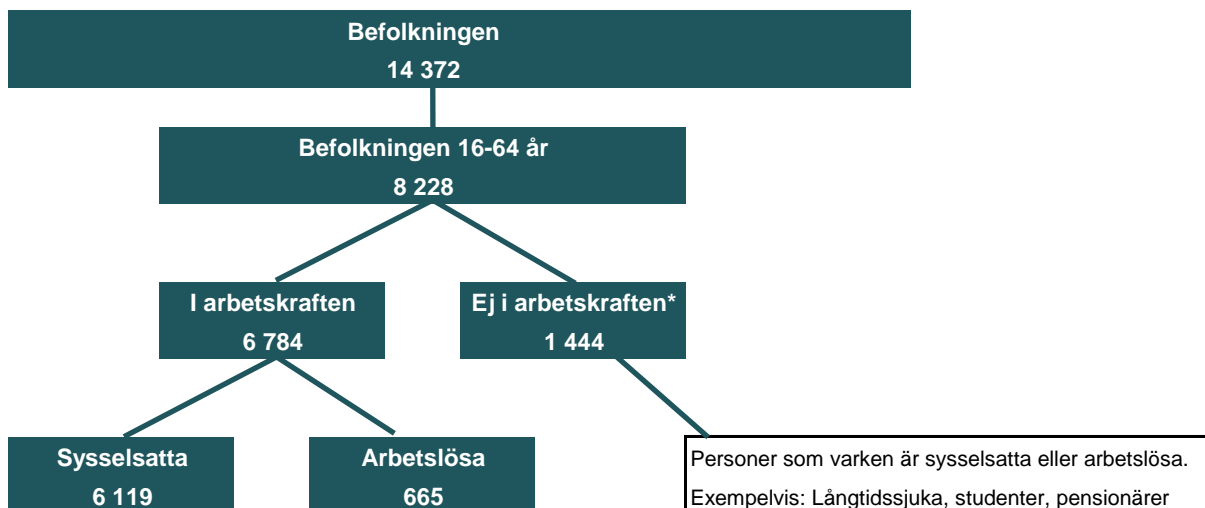 Befolkningen
14 372
Befolkningen 16-64 år
8 228
I arbetskraften
6 784
Ej i arbetskraften*
1 444
Sysselsatta
6 119
Arbetslösa
665
Personer som varken är sysselsatta eller arbetslösa.
Exempelvis: Långtidssjuka, studenter, pensionärer